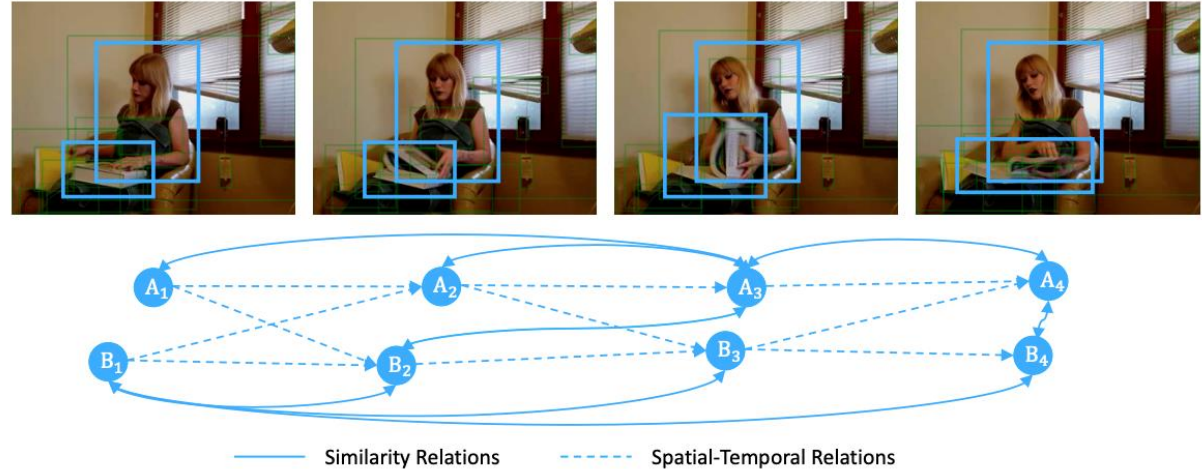 A₁
A₂
A₃
A₄
B₁
B₂
B₃
B₄
Similarity Relations
Spatial-Temporal Relations